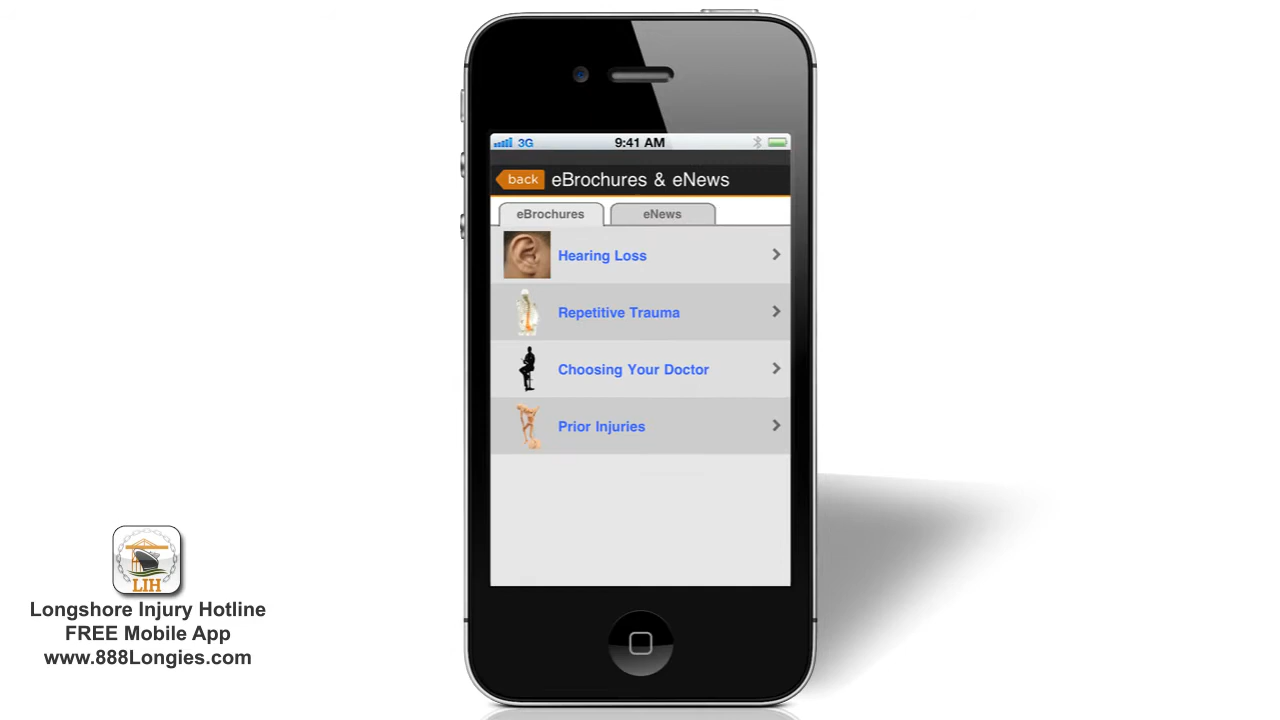 3G 9:41 AM
back eBrochures & eNews
eBrochures eNews
Hearing Loss
Repetitive Trauma
Choosing Your Doctor
Prior Injuries
LIH
Longshore Injury Hotline
FREE Mobile App
www.888Longies.com